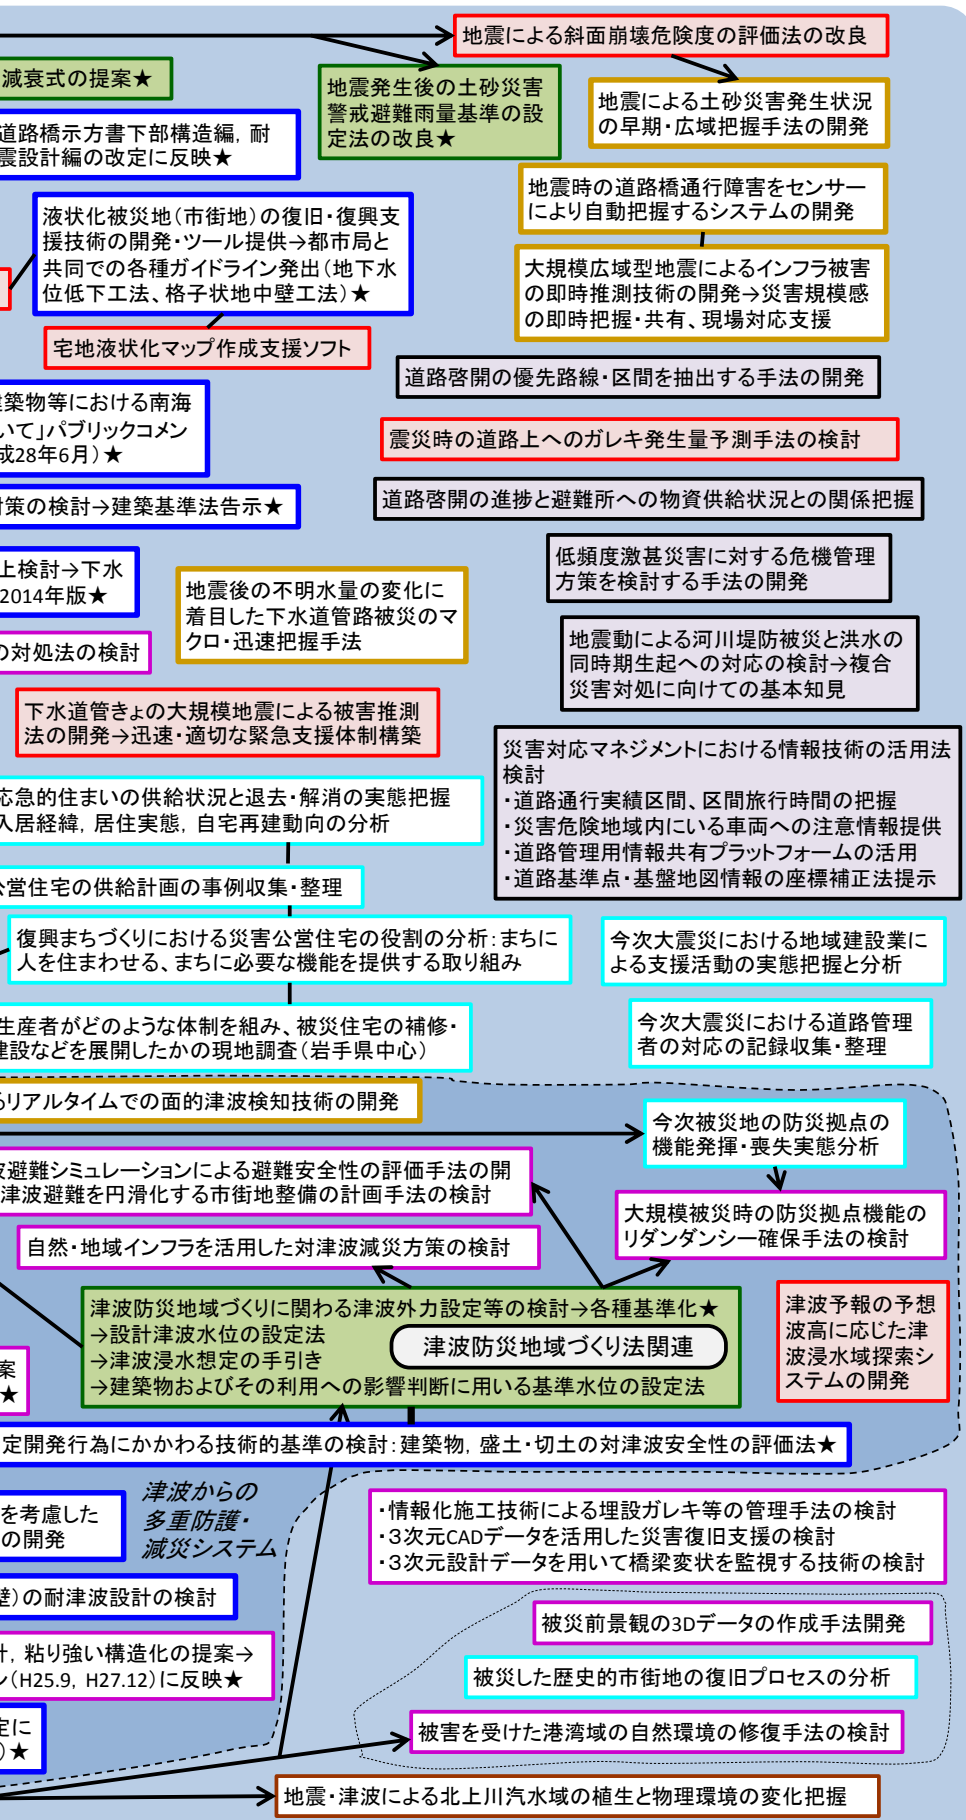 地震による斜面崩壊危険度の評価法の改良
減衰式の提案★
地震発生後の土砂災害
警戒避難雨量基準の設
定法の改良★
地震による土砂災害発生状況
の早期・広域把握手法の開発
道路橋示方書下部構造編，耐
震設計編の改定に反映★
地震時の道路橋通行障害をセンサー
により自動把握するシステムの開発
液状化被災地（市街地）の復旧・復興支
援技術の開発・ツール提供→都市局と
共同での各種ガイドライン発出（地下水
位低下工法、格子状地中壁工法）★
大規模広域型地震によるインフラ被害
の即時推測技術の開発→災害規模感
の即時把握・共有、現場対応支援
宅地液状化マップ作成支援ソフト
道路啓開の優先路線・区間を抽出する手法の開発
築物等における南海
いて」パブリックコメン
成28年6月）★
震災時の道路上へのガレキ発生量予測手法の検討
道路啓開の進捗と避難所への物資供給状況との関係把握
策の検討→建築基準法告示★
低頻度激甚災害に対する危機管理
方策を検討する手法の開発
上検討→下水
2014年版★
地震後の不明水量の変化に
着目した下水道管路被災のマ
クロ・迅速把握手法
地震動による河川堤防被災と洪水の
同時期生起への対応の検討→複合
災害対処に向けての基本知見
の対処法の検討
下水道管きょの大規模地震による被害推測
法の開発→迅速・適切な緊急支援体制構築
災害対応マネジメントにおける情報技術の活用法
検討
・道路通行実績区間、区間旅行時間の把握
・災害危険地域内にいる車両への注意情報提供
・道路管理用情報共有プラットフォームの活用
・道路基準点・基盤地図情報の座標補正法提示
応急的住まいの供給状況と退去・解消の実態把握
入居経緯，居住実態，自宅再建動向の分析
公営住宅の供給計画の事例収集・整理
復興まちづくりにおける災害公営住宅の役割の分析：まちに
人を住まわせる、まちに必要な機能を提供する取り組み
今次大震災における地域建設業に
よる支援活動の実態把握と分析
生産者がどのような体制を組み、被災住宅の補修・
建設などを展開したかの現地調査（岩手県中心）
今次大震災における道路管理
者の対応の記録収集・整理
るリアルタイムでの面的津波検知技術の開発
今次被災地の防災拠点の
機能発揮・喪失実態分析
波避難シミュレーションによる避難安全性の評価手法の開
津波避難を円滑化する市街地整備の計画手法の検討
大規模被災時の防災拠点機能の
リダンダンシー確保手法の検討
自然・地域インフラを活用した対津波減災方策の検討
津波防災地域づくりに関わる津波外力設定等の検討→各種基準化★
→設計津波水位の設定法
→津波浸水想定の手引き
→建築物およびその利用への影響判断に用いる基準水位の設定法
津波防災地域づくり法関連
津波予報の予想
波高に応じた津
波浸水域探索シ
ステムの開発
案
★
定開発行為にかかわる技術的基準の検討：建築物，盛土・切土の対津波安全性の評価法★
を考慮した
の開発
津波からの
多重防護・
減災システム
・情報化施工技術による埋設ガレキ等の管理手法の検討
・３次元CADデータを活用した災害復旧支援の検討
・３次元設計データを用いて橋梁変状を監視する技術の検討
壁）の耐津波設計の検討
被災前景観の3Dデータの作成手法開発
計，粘り強い構造化の提案→
ン（H25.9，H27.12）に反映★
被災した歴史的市街地の復旧プロセスの分析
定に
）★
被害を受けた港湾域の自然環境の修復手法の検討
地震・津波による北上川汽水域の植生と物理環境の変化把握